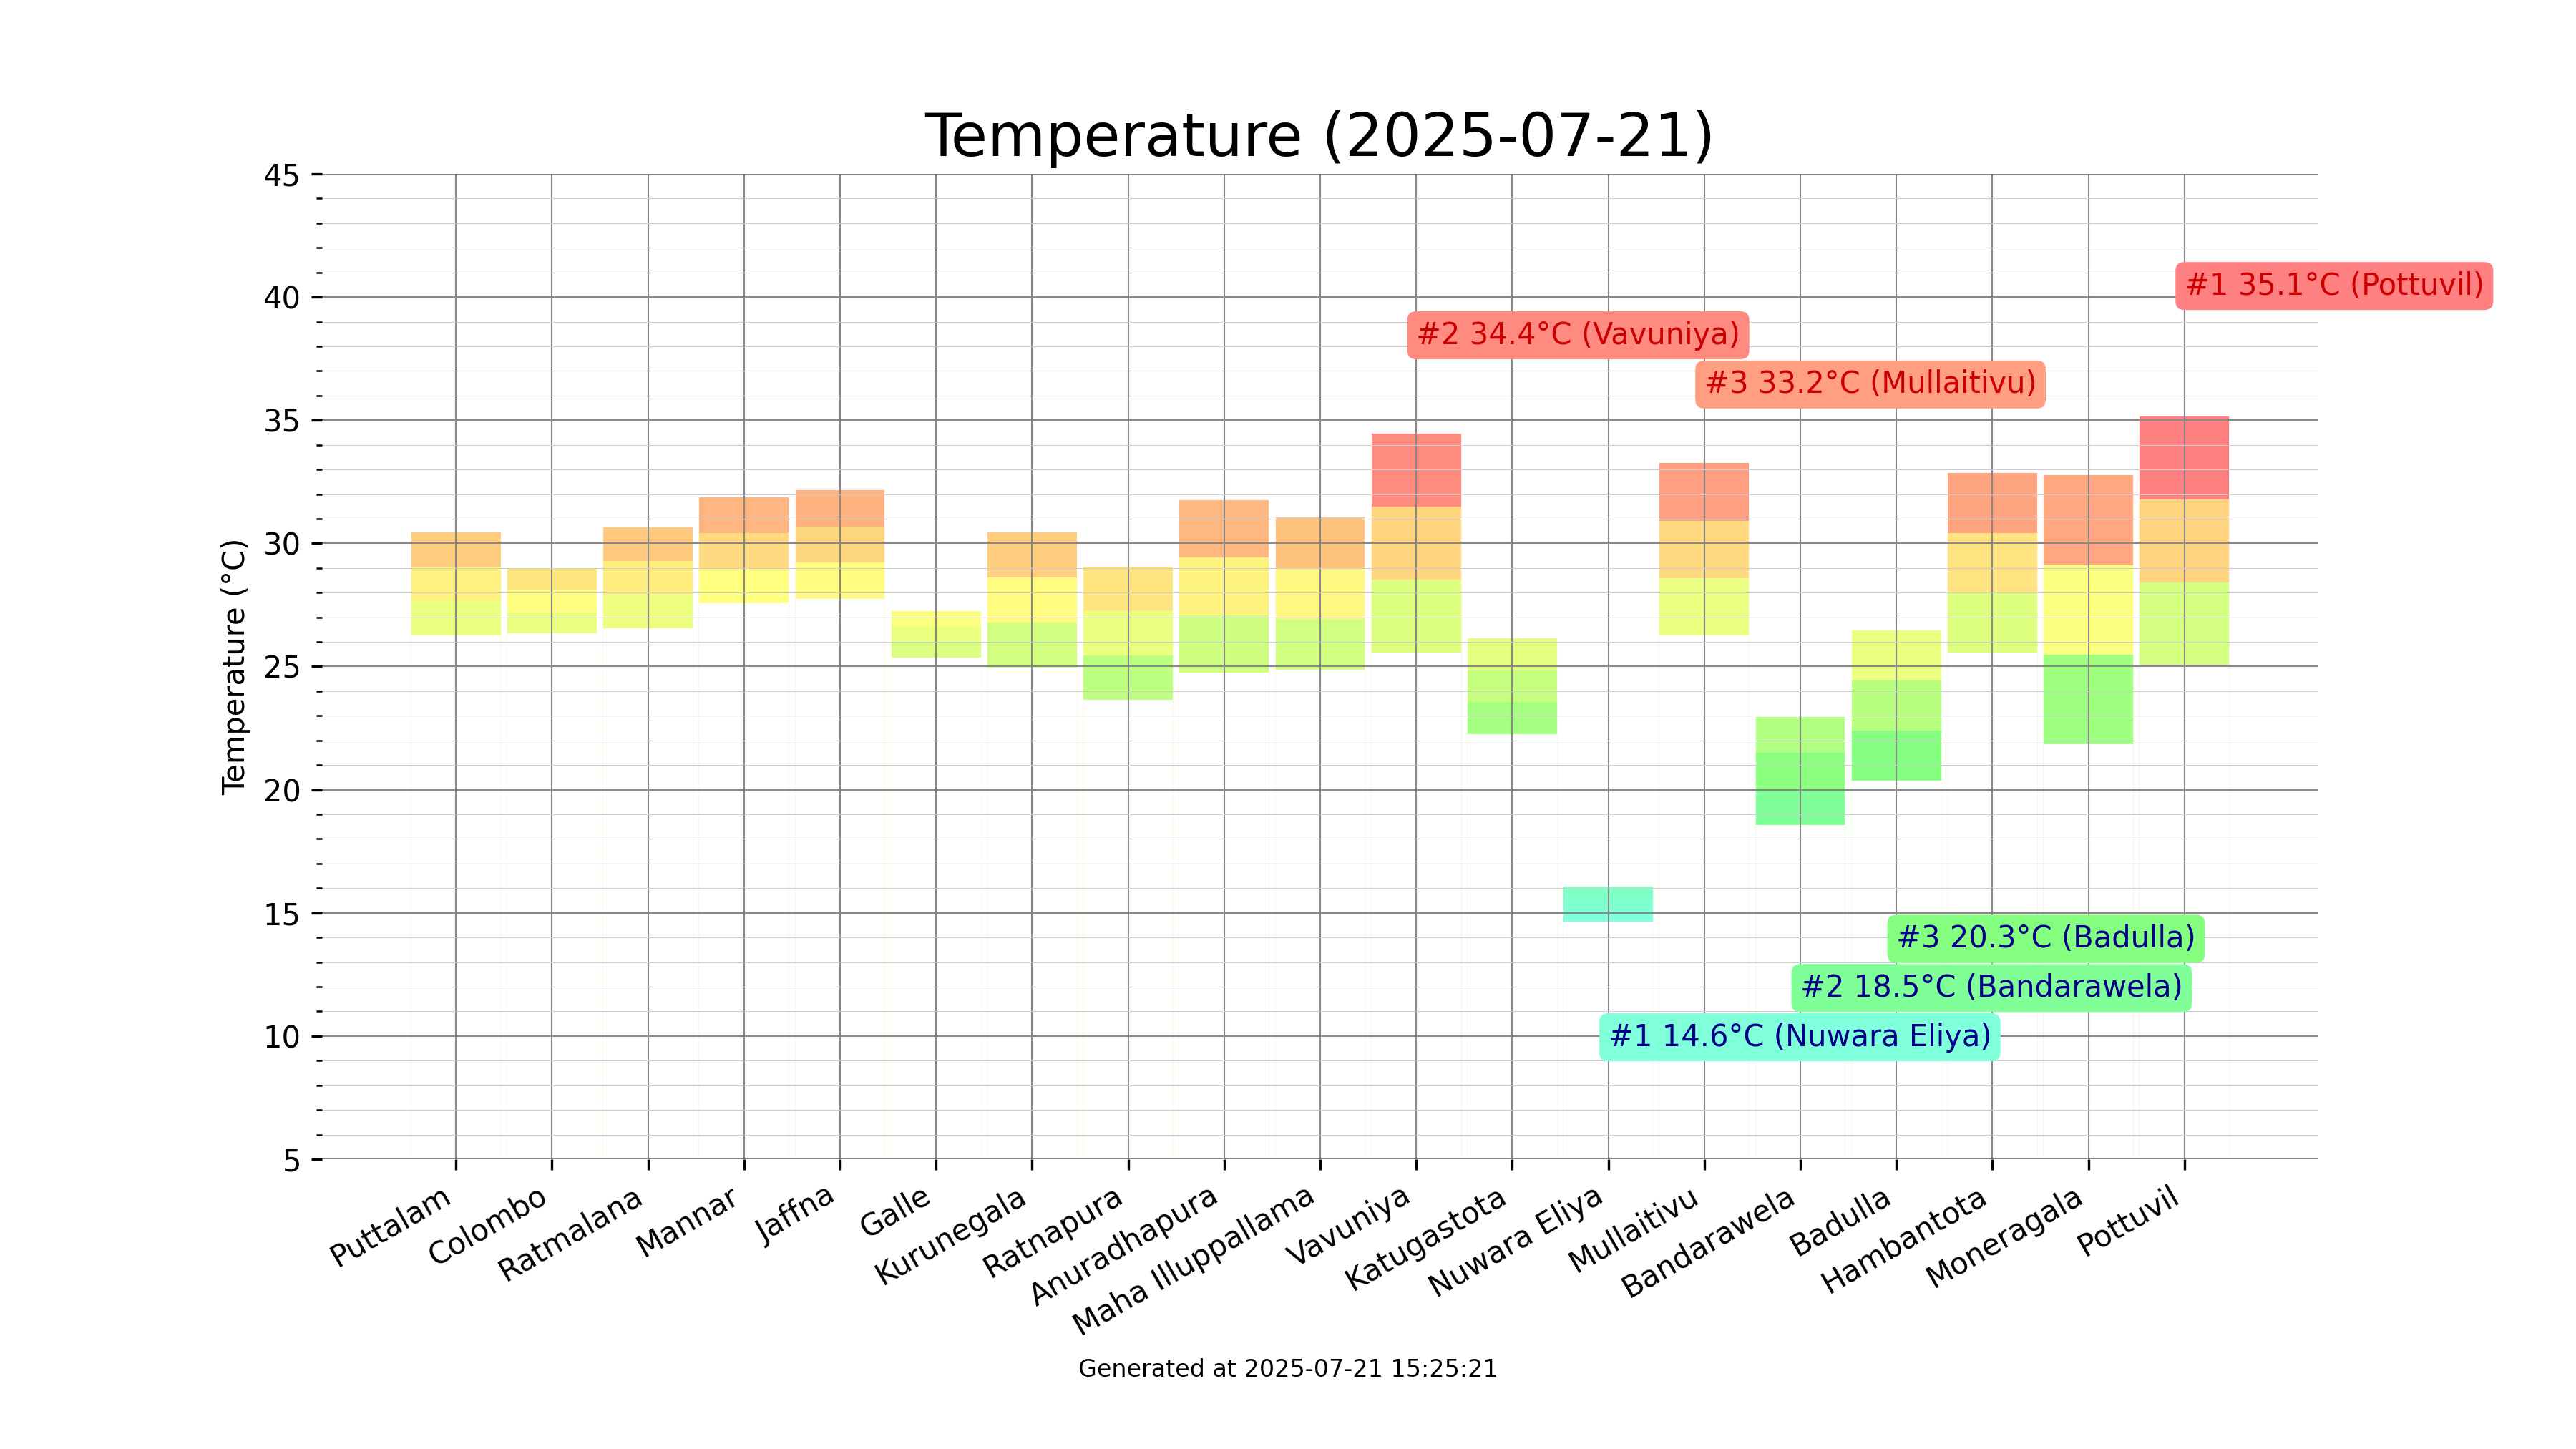 Temperature (2025-07-21)
45
40
35
30
25
20
15
10
5
Temperature (°C)
#1 35.1°C (Pottuvil)
#2 34.4°C (Vavuniya)
#3 33.2°C (Mullaitivu)
#3 20.3°C (Badulla)
#2 18.5°C (Bandarawela)
#1 14.6°C (Nuwara Eliya)
Puttalam
Colombo
Ratmalana
Mannar
Jaffna
Galle
Kurunegala
Ratnapura
Anuradhapura
Maha Illuppallama
Vavuniya
Katugastota
Nuwara Eliya
Mullaitivu
Bandarawela
Badulla
Hambantota
Moneragala
Pottuvil
Generated at 2025-07-21 15:25:21